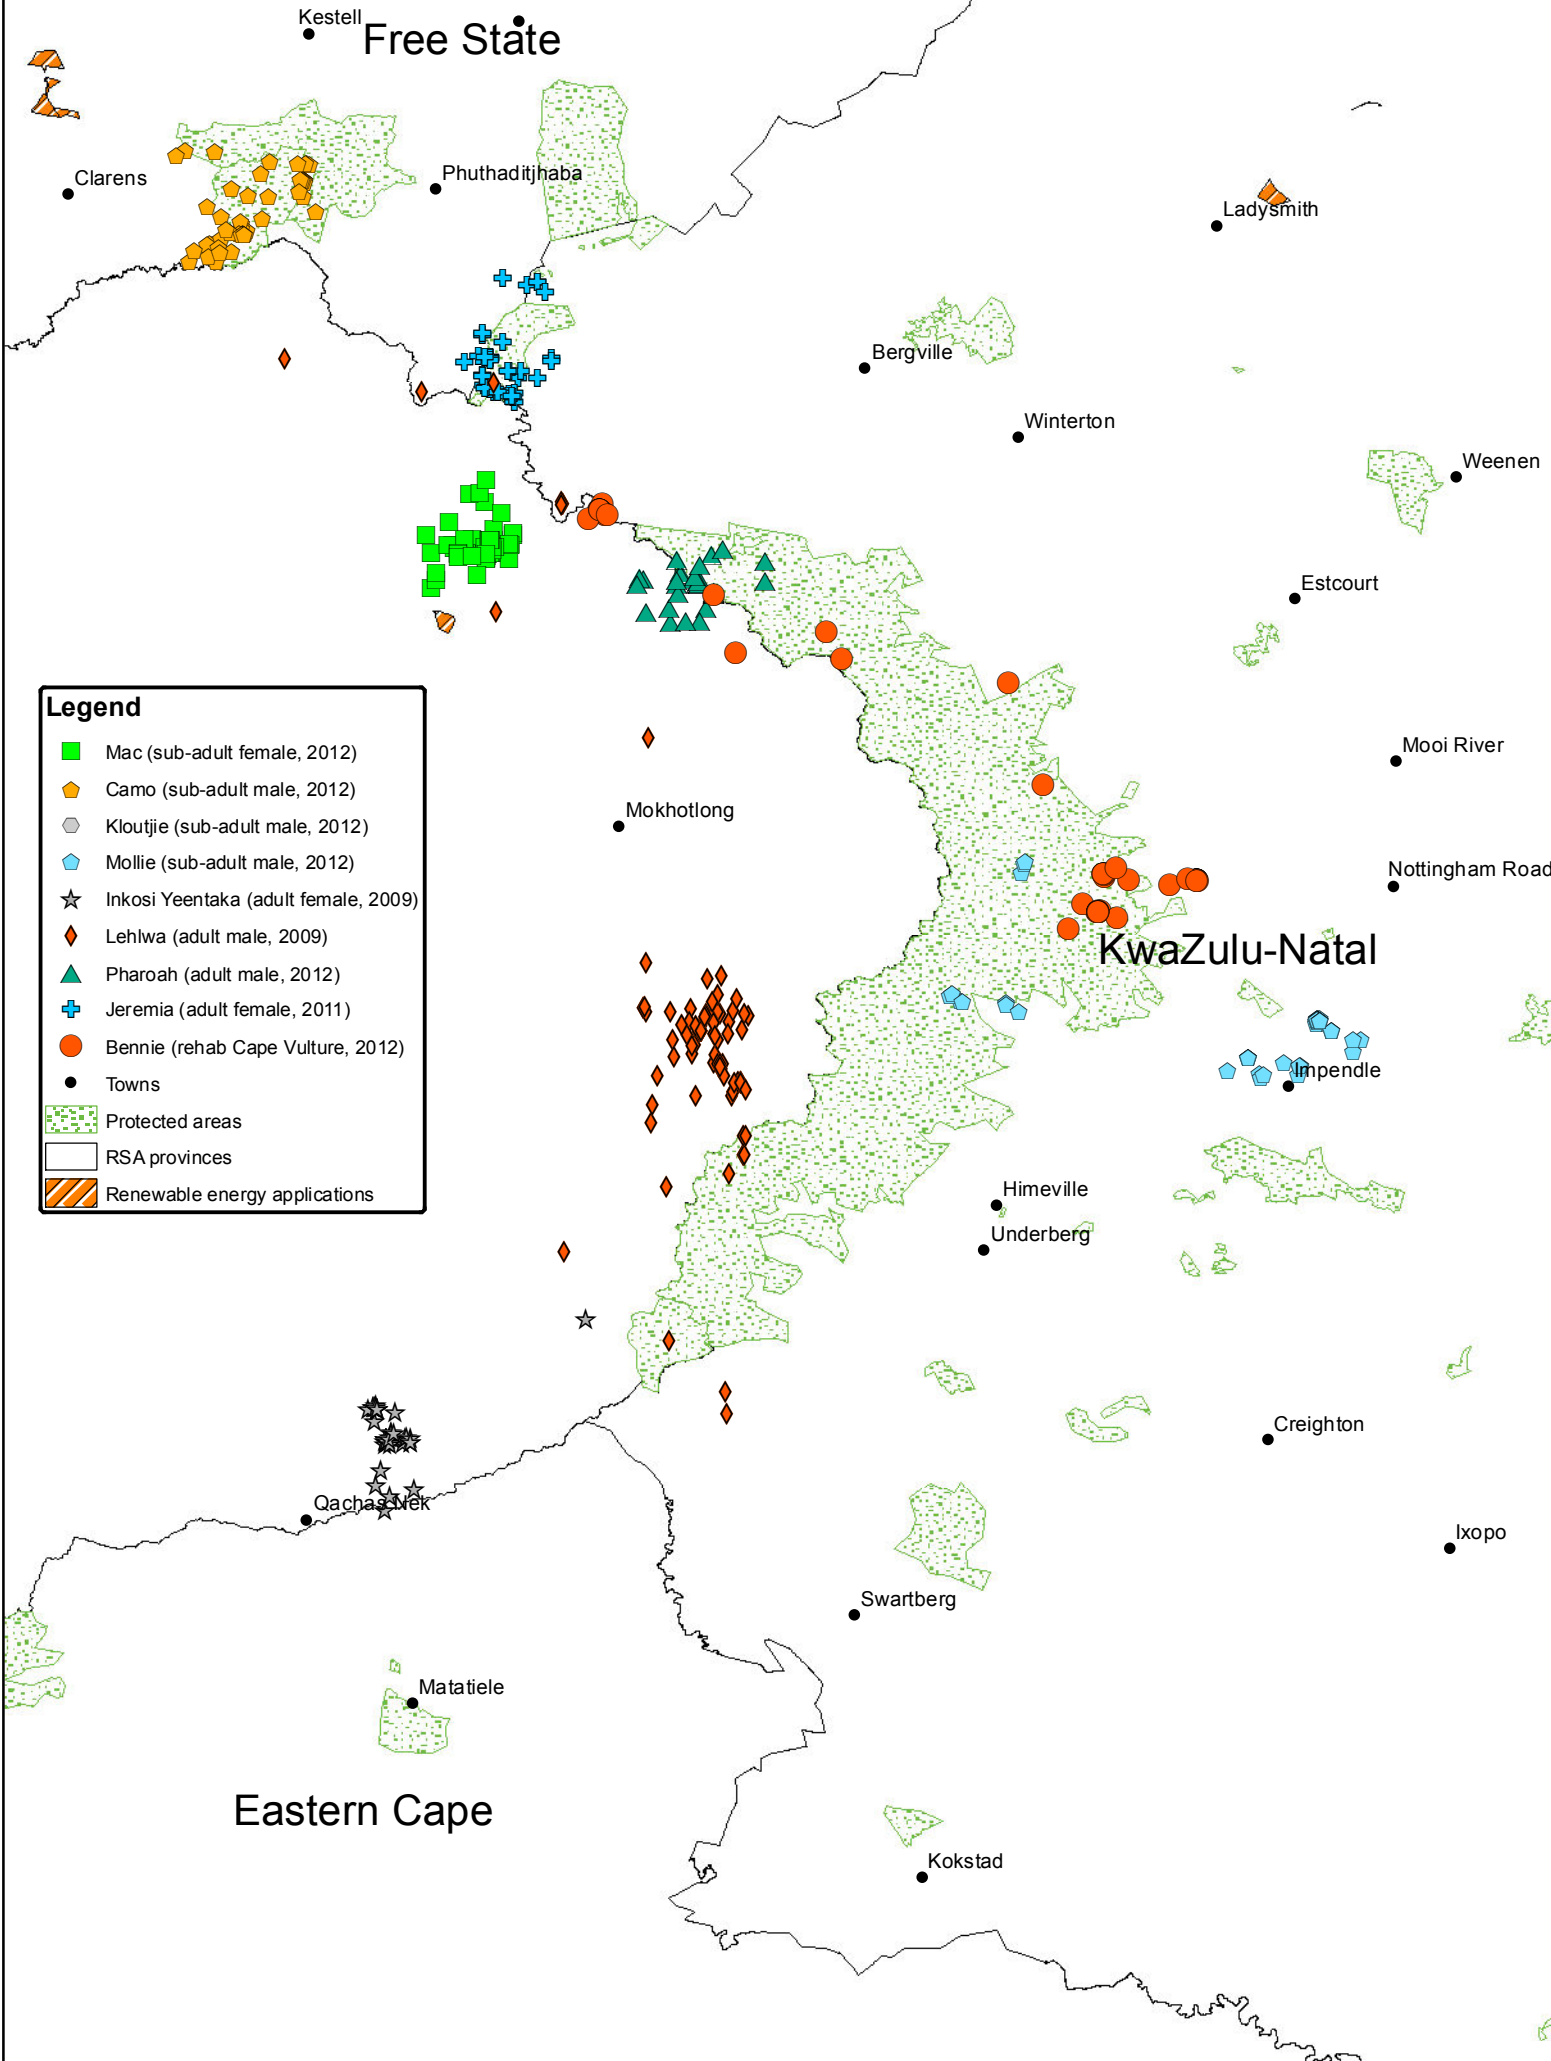 Kestell
Free State
Clarens
Phuthaditjhaba
Ladysmith
Bergville
Winterton
Weenen
Estcourt
Legend
Mac (sub-adult female, 2012)
Camo (sub-adult male, 2012)
Kloutjie (sub-adult male, 2012)
Mollie (sub-adult male, 2012)
Inkosi Yeentaka (adult female, 2009)
Lehlwa (adult male, 2009)
Pharoah (adult male, 2012)
Jeremia (adult female, 2011)
Bennie (rehab Cape Vulture, 2012)
Towns
Protected areas
RSA provinces
Renewable energy applications
Mooi River
Mokhotlong
Nottingham Road
KwaZulu-Natal
Impendle
Himeville
Underberg
Creighton
Qachas Nek
Ixopo
Swartberg
Matatiele
Eastern Cape
Kokstad